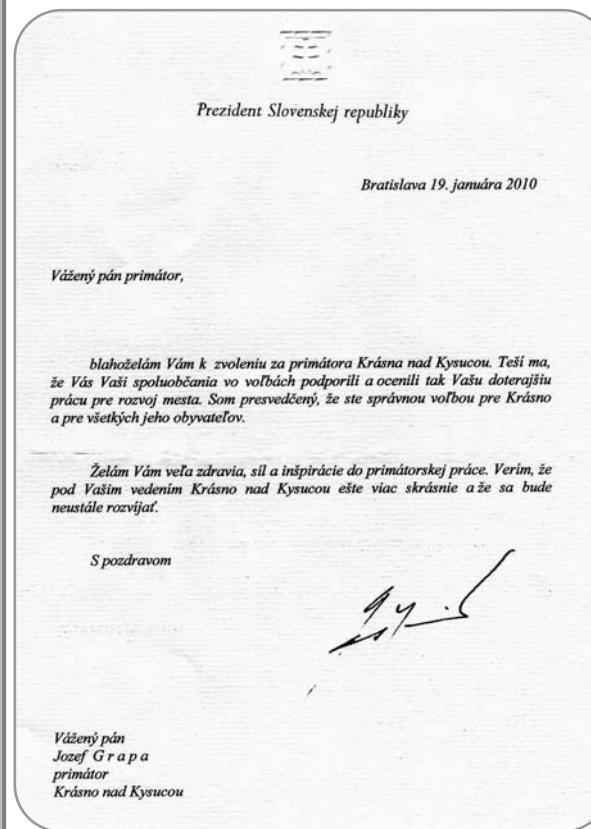 Prezident Slovenskej republiky
Bratislava 19. januára 2010
Vážený pán primátor,
blahoželám Vám k zvoleniu za primátora Krásna nad Kysucou. Teší ma,
že Vás Vaši spoluobčania vo voľbách podporili a ocenili tak Vašu doterajšiu
prácu pre rozvoj mesta. Som presvedčený, že ste správnou voľbou pre Krásno
a pre všetkých jeho obyvateľov.
Želám Vám veľa zdravia, síl a inšpirácie do primátorskej práce. Verím, že
pod Vašim vedením Krásno nad Kysucou ešte viac skrásnie a že sa bude
neustále rozvíjať.
S pozdravom
Vážený pán
Jozef G r a p a
primátor
Krásno nad Kysucou